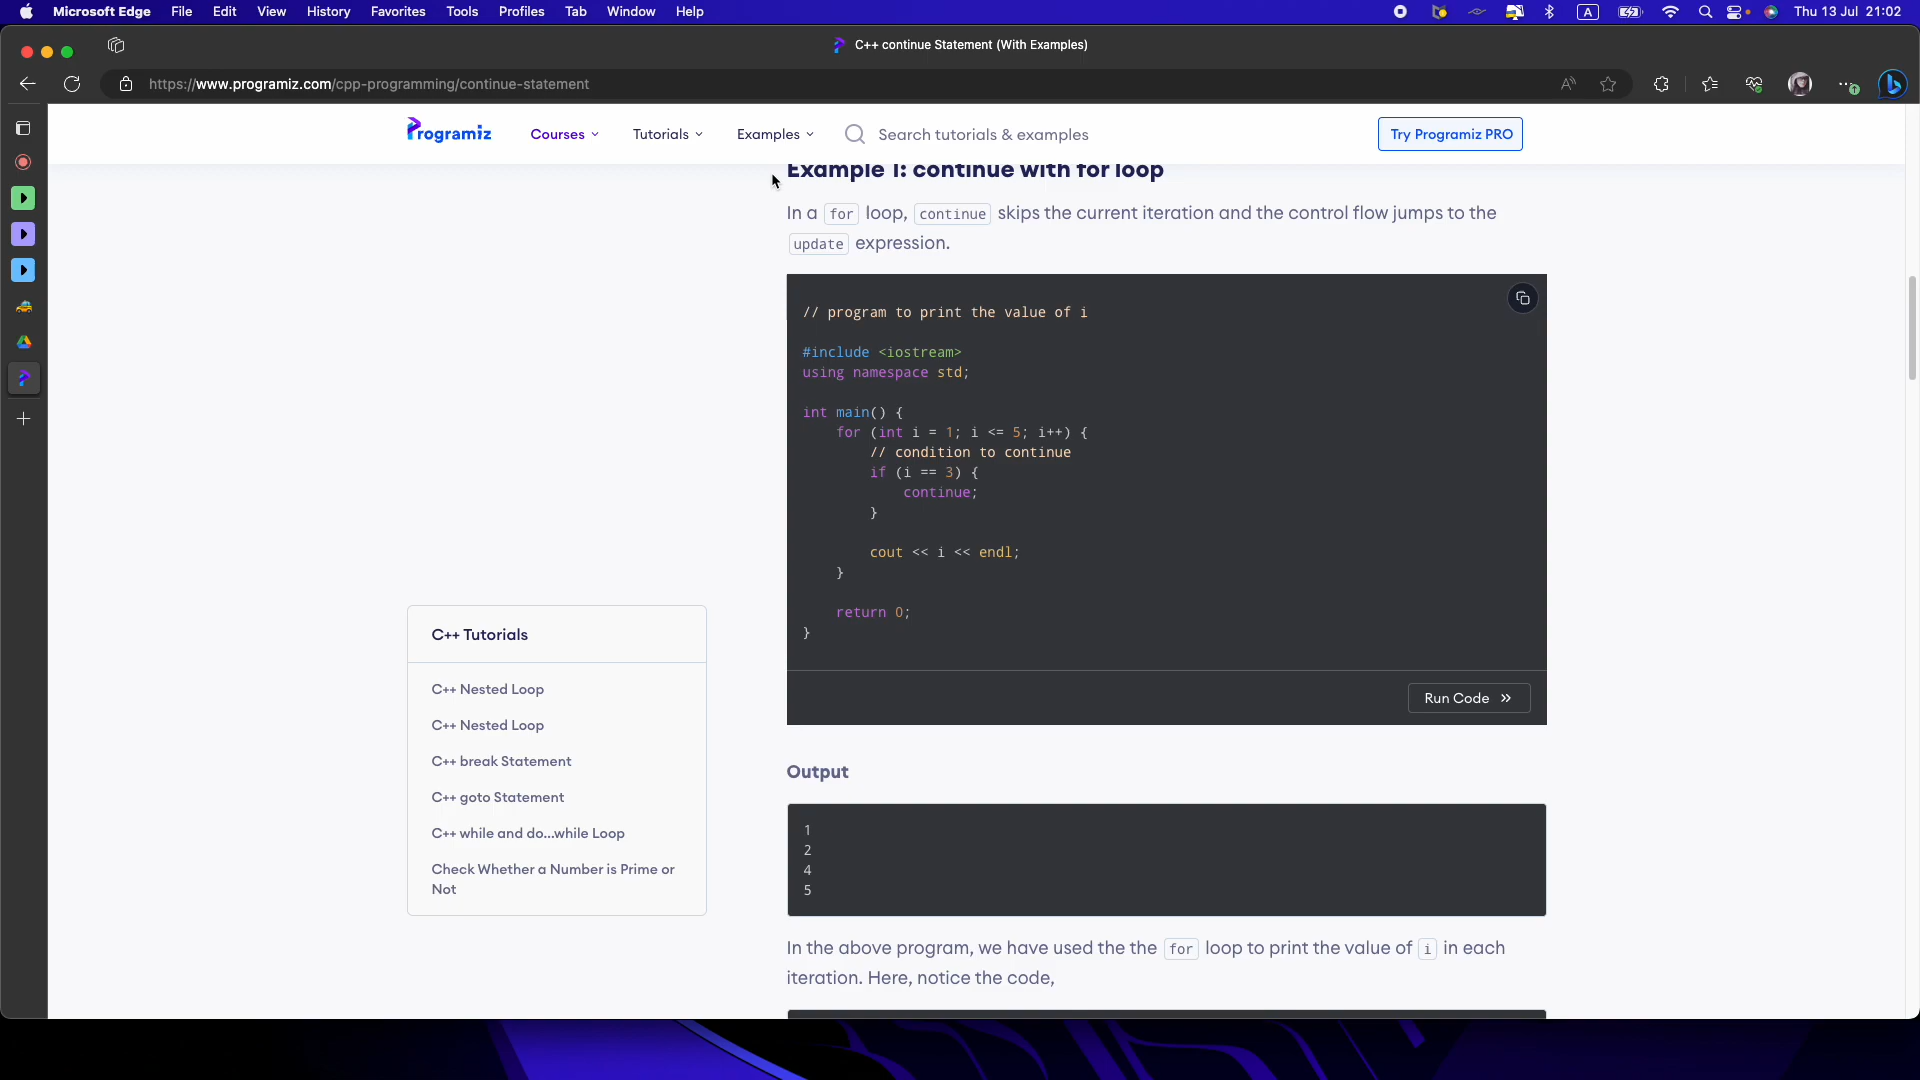 Microsoft Edge File Edit View History Favorites Tools Profiles Tab Window Help A Thu 13 Jul 21:02
C++ continue Statement (With Examples)
https://www.programiz.com/cpp-programming/continue-statement
Programiz Courses Tutorials Examples Search tutorials & examples Try Programiz PRO
Example 1: continue with for loop
In a for loop, continue skips the current iteration and the control flow jumps to the
update expression.
// program to print the value of i
#include <iostream>
using namespace std;
int main() {
for (int i = 1; i <= 5; i++) {
// condition to continue
if (i == 3) {
continue;
}
cout << i << endl;
}
return 0;
}
Run Code »
C++ Tutorials
C++ Nested Loop
C++ Nested Loop
C++ break Statement
C++ goto Statement
C++ while and do...while Loop
Check Whether a Number is Prime or
Not
Output
1
2
4
5
In the above program, we have used the the for loop to print the value of i in each
iteration. Here, notice the code,